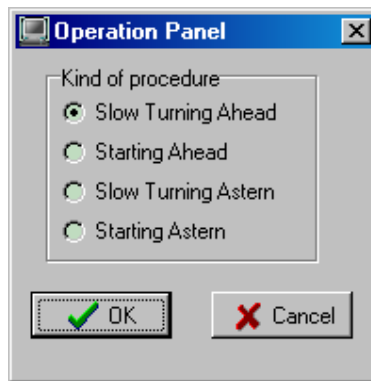 Operation Panel
Kind of procedure
Slow Turning Ahead
Starting Ahead
Slow Turning Astern
Starting Astern
OK
Cancel